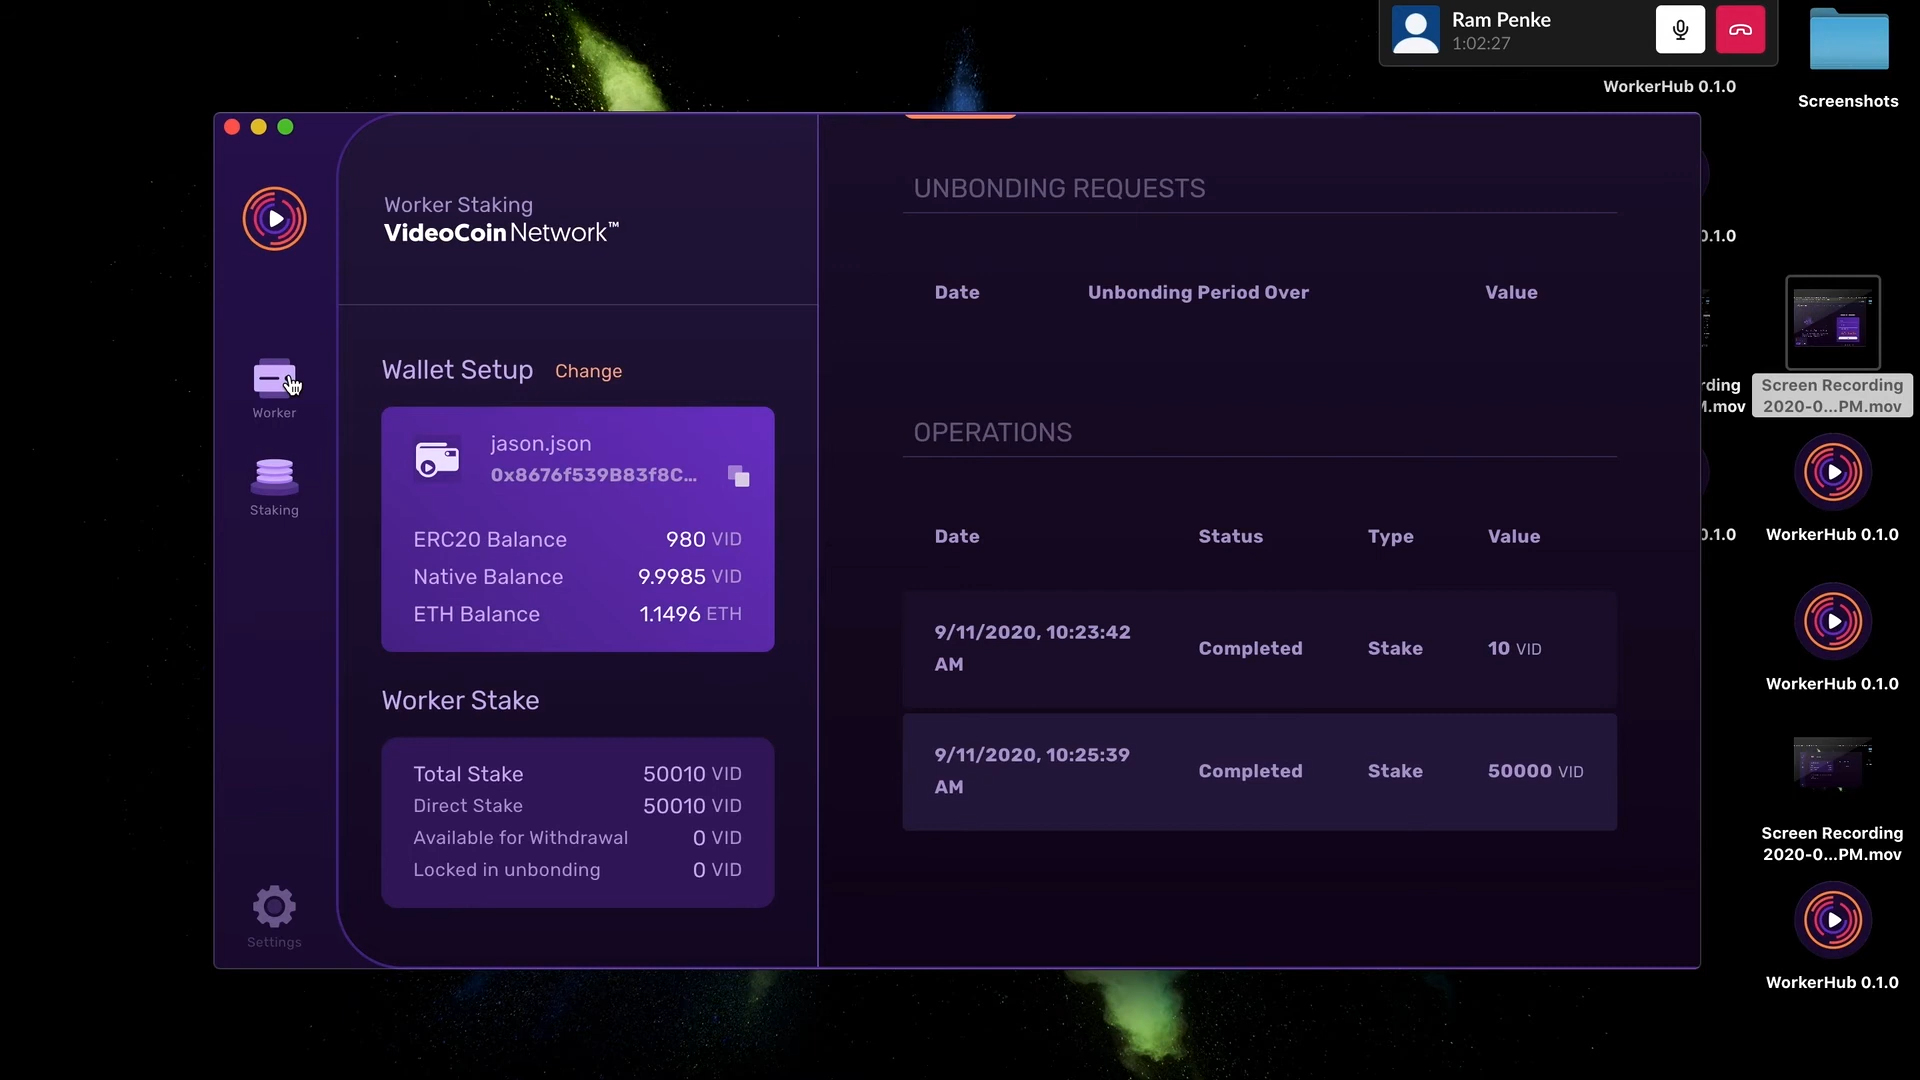 Ram Penke
1:02:27
WorkerHub 0.1.0
Screenshots
Worker Staking
VideoCoin Network™
Worker
Staking
Settings
Wallet Setup Change
jason.json
0x8676f539B83f8C...
ERC20 Balance 980 VID
Native Balance 9.9985 VID
ETH Balance 1.1496 ETH
Worker Stake
Total Stake 50010 VID
Direct Stake 50010 VID
Available for Withdrawal 0 VID
Locked in unbonding 0 VID
UNBONDING REQUESTS
Date Unbonding Period Over Value
OPERATIONS
Date Status Type Value
9/11/2020, 10:23:42
AM
Completed Stake 10 VID
9/11/2020, 10:25:39
AM
Completed Stake 50000 VID
0.1.0
rding
M.mov
0.1.0
Screen Recording
2020-0...PM.mov
WorkerHub 0.1.0
WorkerHub 0.1.0
Screen Recording
2020-0...PM.mov
WorkerHub 0.1.0